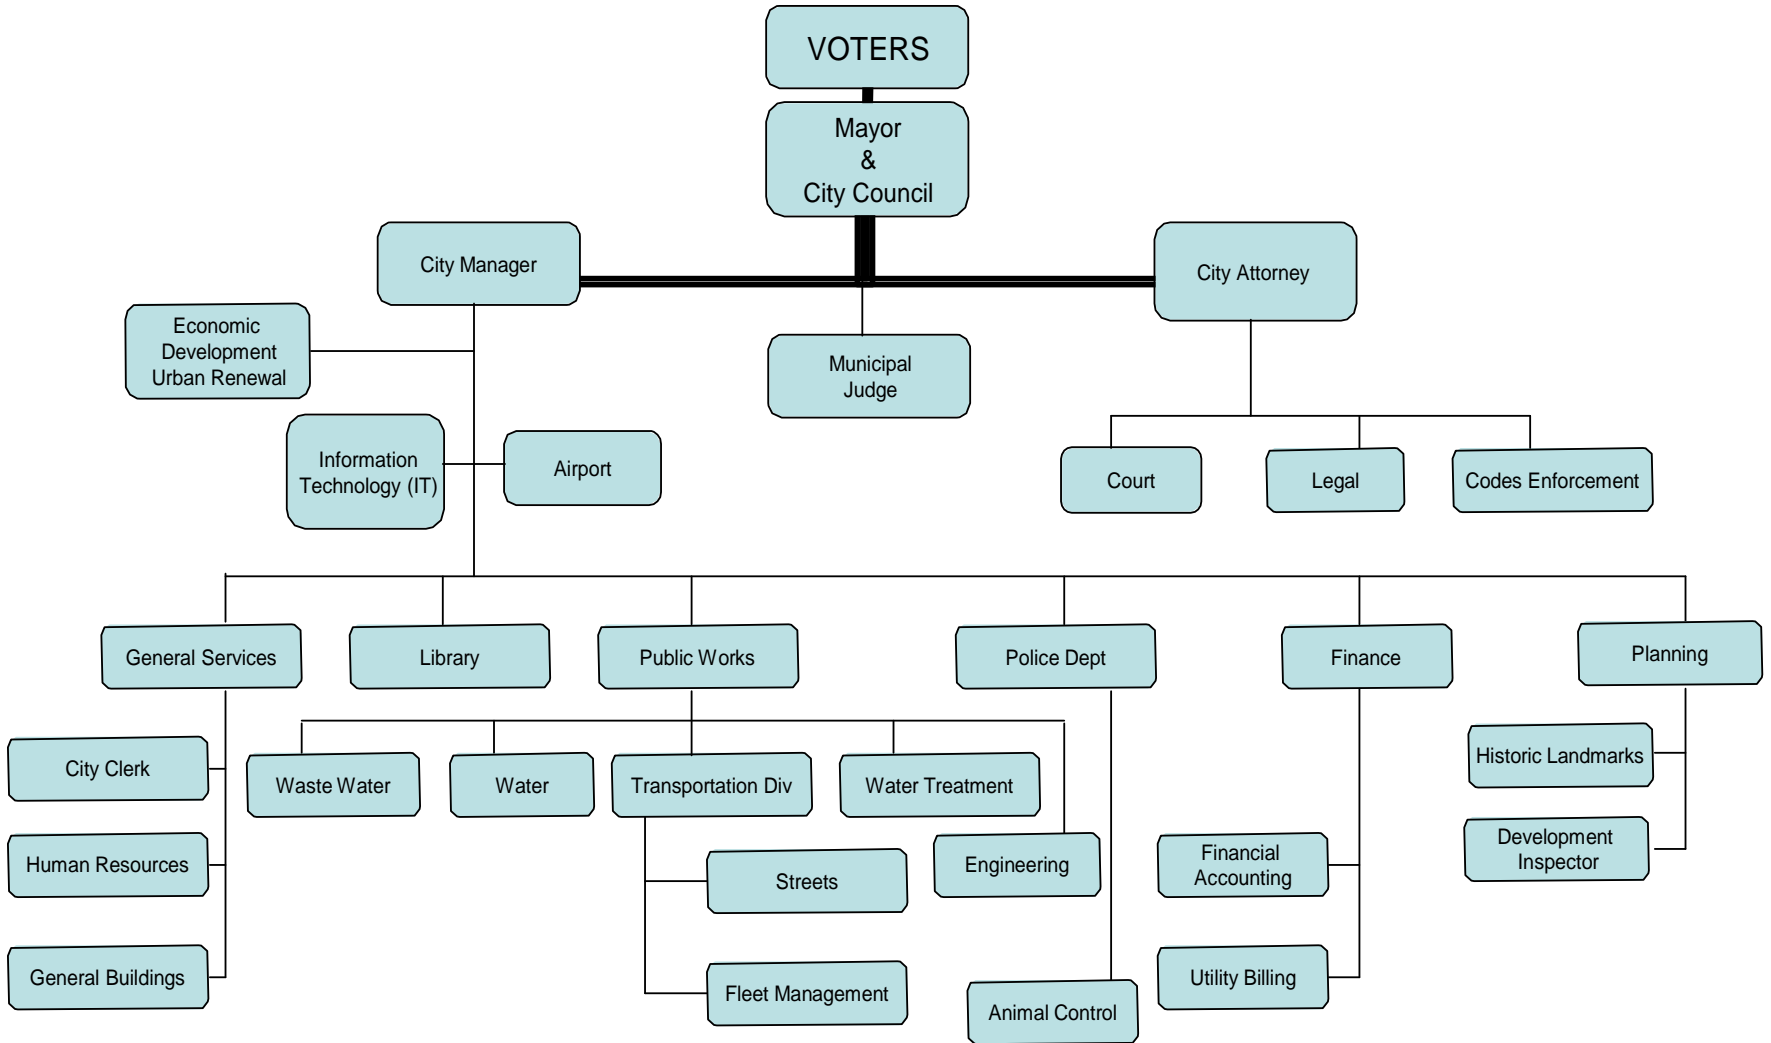 VOTERS
Mayor
&
City Council
City Manager
City Attorney
Economic
Development
Urban Renewal
Municipal
Judge
Information
Technology (IT)
Airport
Court
Legal
Codes Enforcement
General Services
Library
Public Works
Police Dept
Finance
Planning
City Clerk
Waste Water
Water
Transportation Div
Water Treatment
Historic Landmarks
Human Resources
Streets
Engineering
Financial
Accounting
Development
Inspector
General Buildings
Fleet Management
Animal Control
Utility Billing